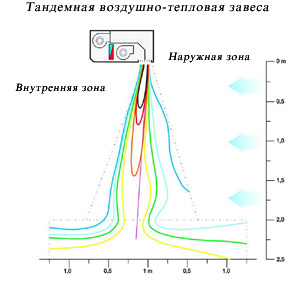 Тандемная воздушно-тепловая завеса
Наружная зона
Внутренняя зона
0 m
0,5
1,0
1,5
2,0
2,5
1,0 0,5 1 m 0,5 1,0